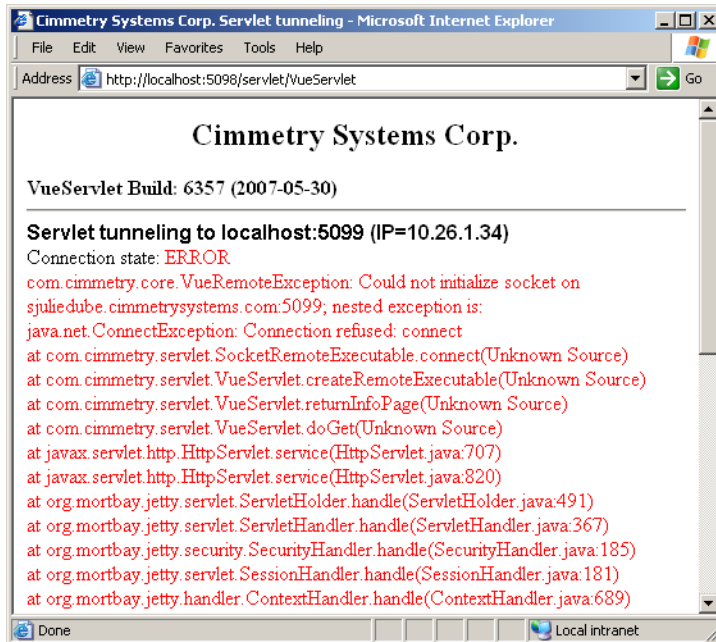 Cimmetry Systems Corp. Servlet tunneling - Microsoft Internet Explorer
File Edit View Favorites Tools Help
Address http://localhost:5098/servlet/VueServlet Go
Cimmetry Systems Corp.
VueServlet Build: 6357 (2007-05-30)
Servlet tunneling to localhost:5099 (IP=10.26.1.34)
Connection state: ERROR
com.cimmetry.core.VueRemoteException: Could not initialize socket on
sjuliedube.cimmetrysystems.com:5099; nested exception is:
java.net.ConnectException: Connection refused: connect
at com.cimmetry.servlet.SocketRemoteExecutable.connect(Unknown Source)
at com.cimmetry.servlet.VueServlet.createRemoteExecutable(Unknown Source)
at com.cimmetry.servlet.VueServlet.returnInfoPage(Unknown Source)
at com.cimmetry.servlet.VueServlet.doGet(Unknown Source)
at javax.servlet.http.HttpServlet.service(HttpServlet.java:707)
at javax.servlet.http.HttpServlet.service(HttpServlet.java:820)
at org.mortbay.jetty.servlet.ServletHolder.handle(ServletHolder.java:491)
at org.mortbay.jetty.servlet.ServletHandler.handle(ServletHandler.java:367)
at org.mortbay.jetty.security.SecurityHandler.handle(SecurityHandler.java:185)
at org.mortbay.jetty.servlet.SessionHandler.handle(SessionHandler.java:181)
at org.mortbay.jetty.handler.ContextHandler.handle(ContextHandler.java:689)
Done Local intranet